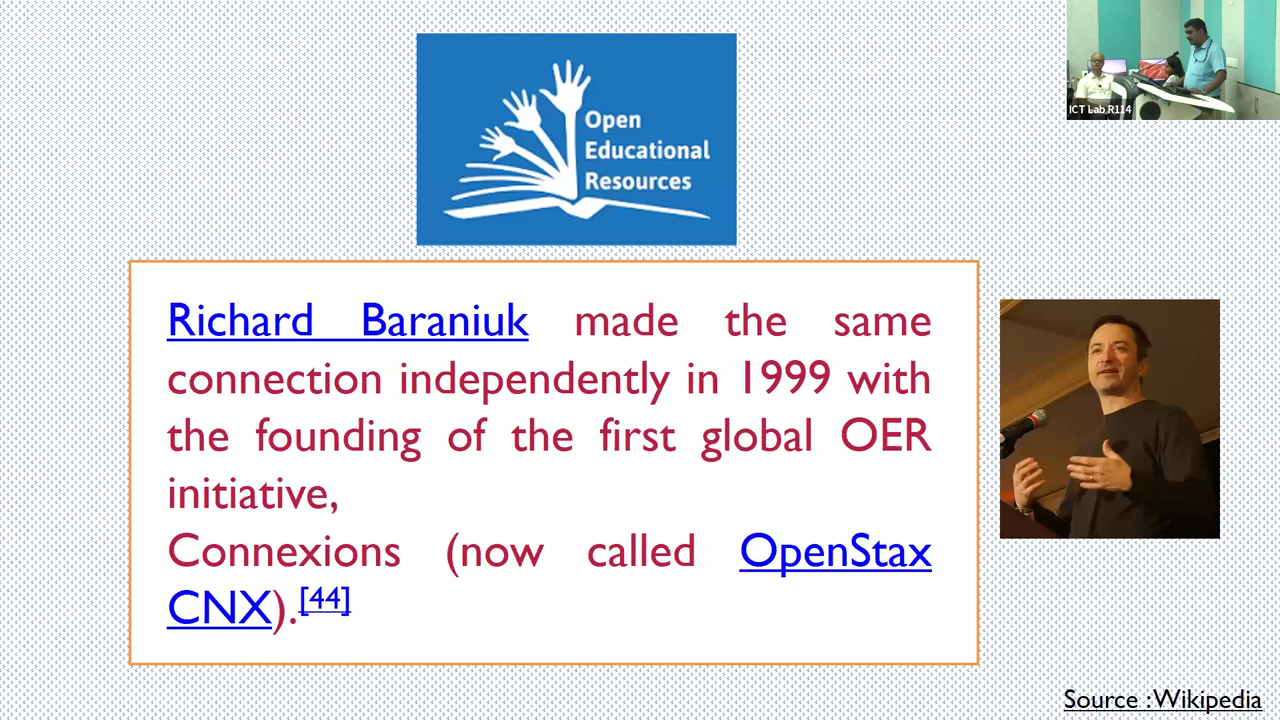 Open
Educational
Resources
ICT Lab,R114
Richard Baraniuk made the same
connection independently in 1999 with
the founding of the first global OER
initiative,
Connexions (now called OpenStax
CNX).[44]
Source :Wikipedia